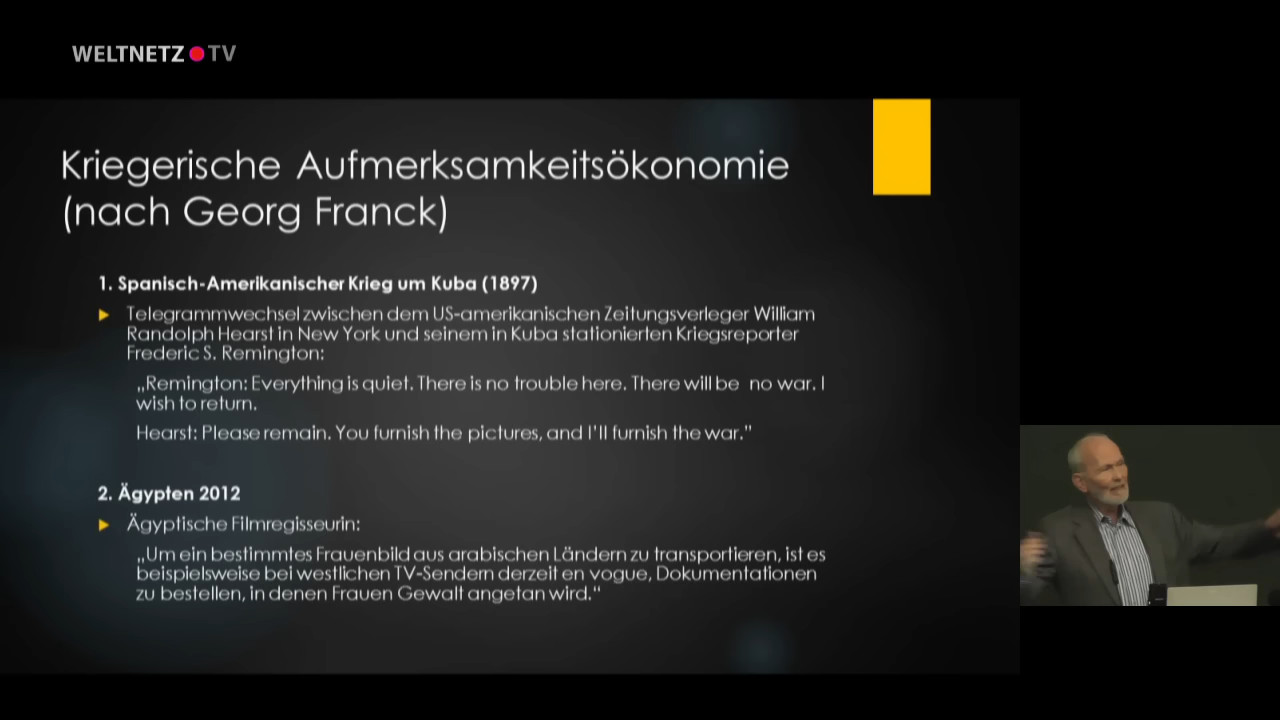 WELTNETZ TV
Kriegerische Aufmerksamkeitsökonomie
(nach Georg Franck)
1. Spanisch-Amerikanischer Krieg um Kuba (1897)
Telegrammwechsel zwischen dem US-amerikanischen Zeitungsverleger William
Randolph Hearst in New York und seinem in Kuba stationierten Kriegsreporter
Frederic S. Remington:
„Remington: Everything is quiet. There is no trouble here. There will be no war. I
wish to return.
Hearst: Please remain. You furnish the pictures, and I'll furnish the war.”
2. Ägypten 2012
Ägyptische Filmregisseurin:
„Um ein bestimmtes Frauenbild aus arabischen Ländern zu transportieren, ist es
beispielsweise bei westlichen TV-Sendern derzeit en vogue, Dokumentationen
zu bestellen, in denen Frauen Gewalt angetan wird.“